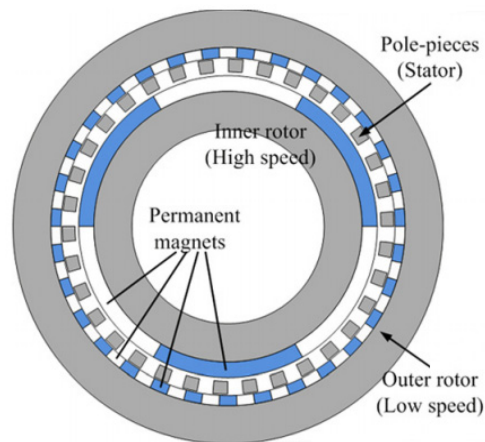 Pole-pieces
(Stator)
Inner rotor
(High speed)
Permanent
magnets
Outer rotor
(Low speed)